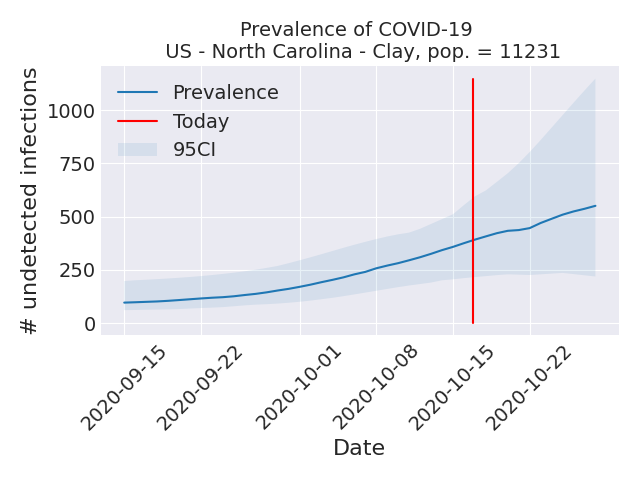 Prevalence of COVID-19
US - North Carolina - Clay, pop. = 11231
# undetected infections
1000
750
500
250
0
Prevalence
Today
95CI
2020-09-15
2020-09-22
2020-10-01
2020-10-08
2020-10-15
2020-10-22
Date